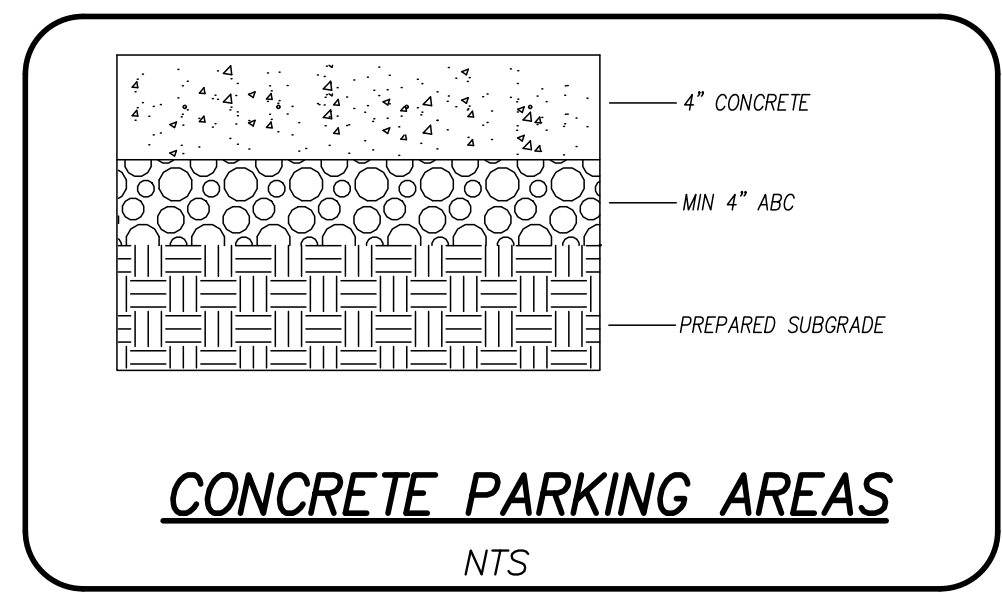 4” CONCRETE
MIN 4” ABC
PREPARED SUBGRADE
CONCRETE PARKING AREAS
NTS